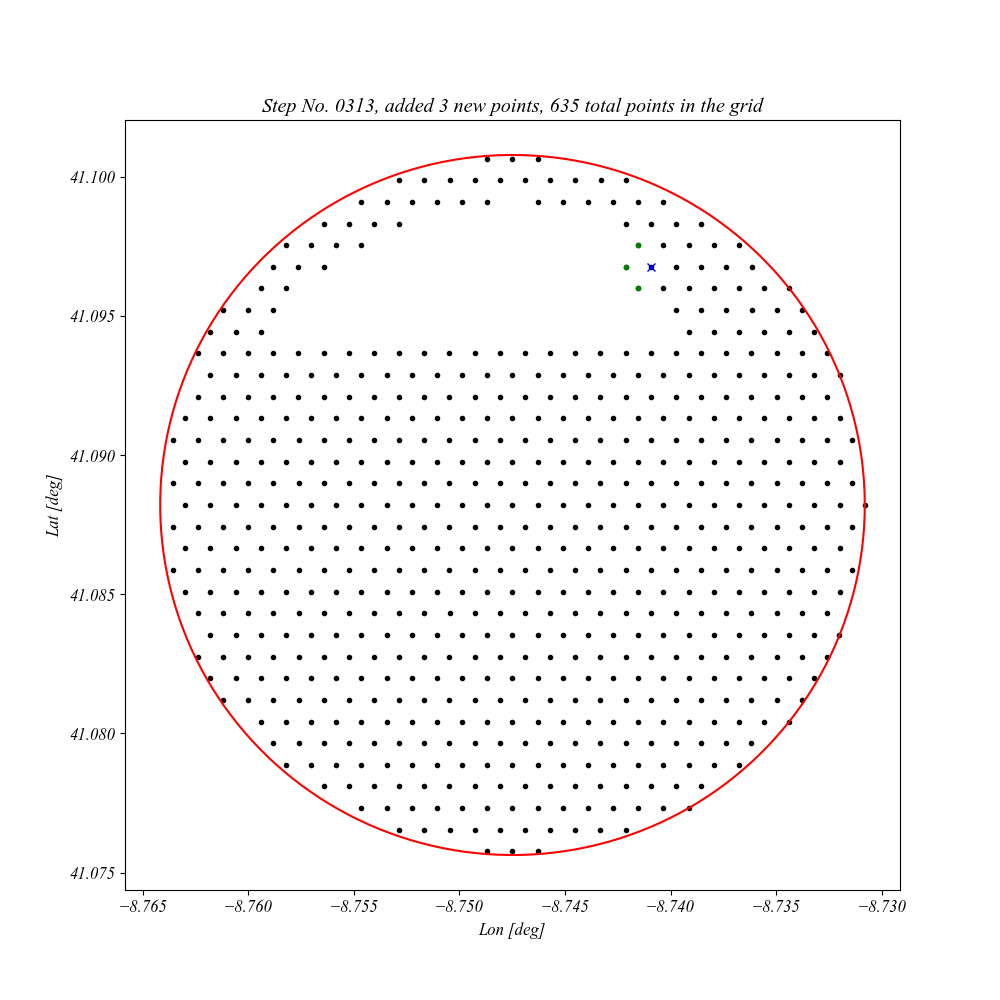 Step No. 0313, added 3 new points, 635 total points in the grid
41.100
41.095
41.090
41.085
41.080
41.075
Lat [deg]
−8.765 −8.760 −8.755 −8.750 −8.745 −8.740 −8.735 −8.730
Lon [deg]